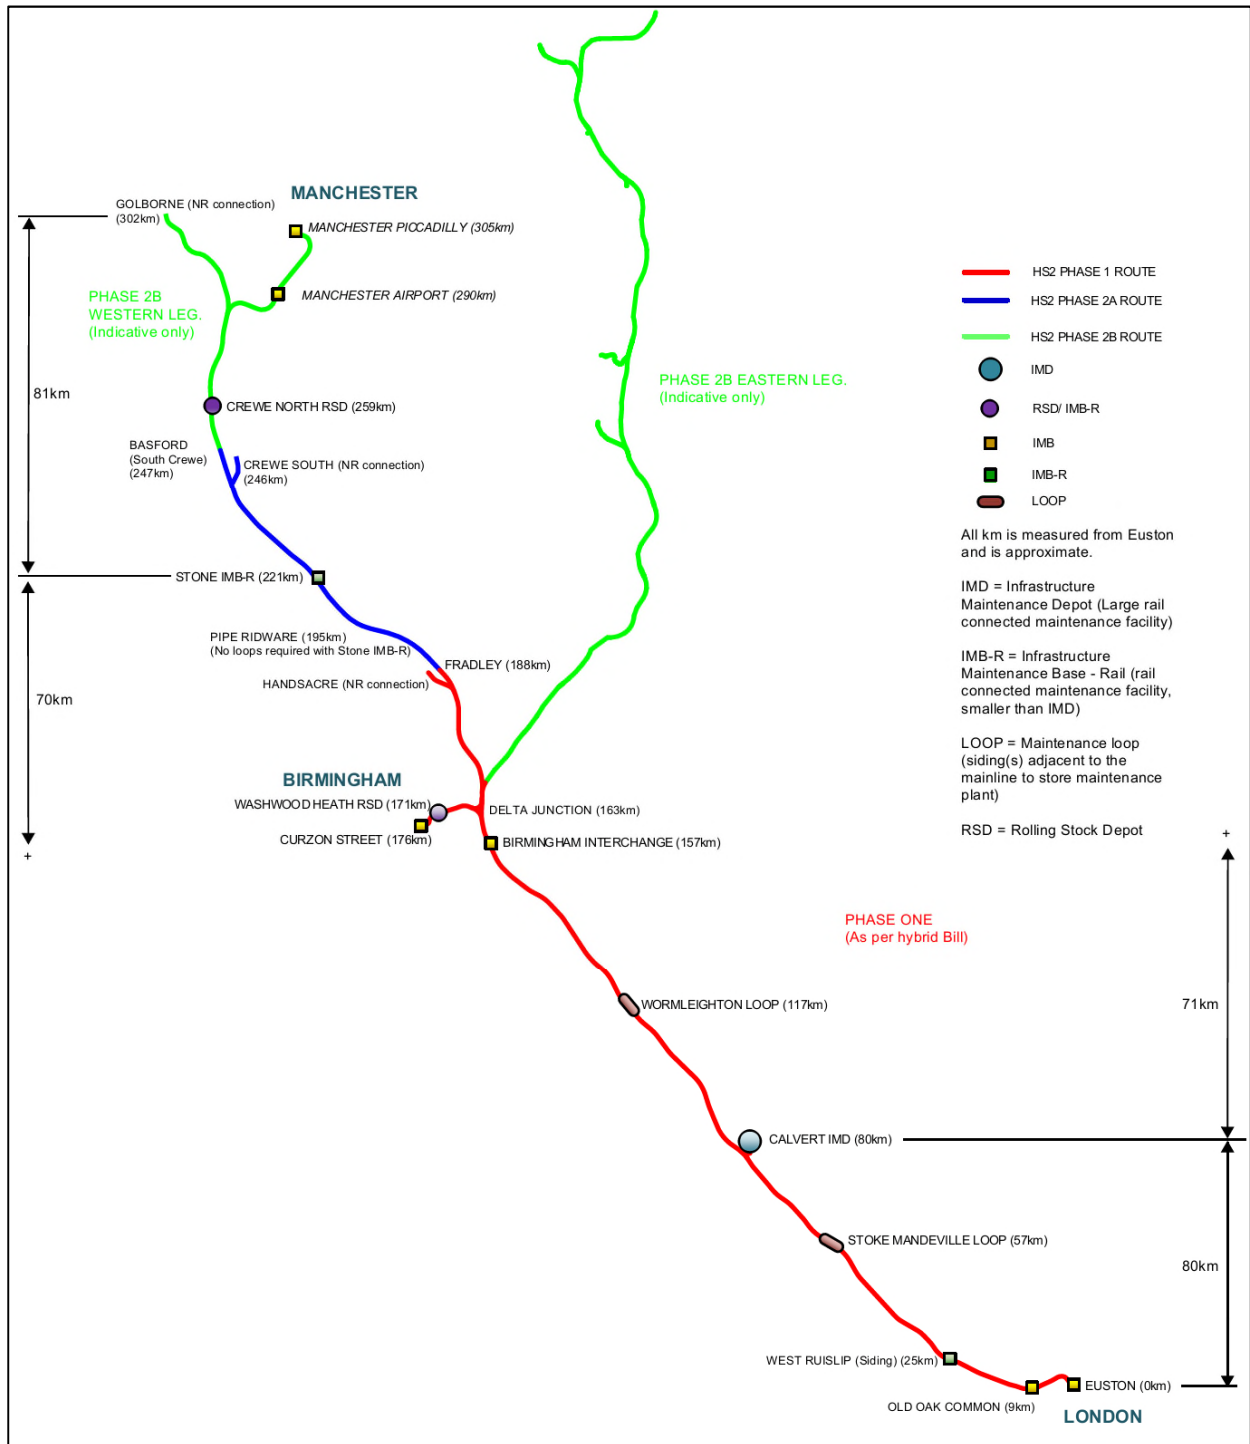 MANCHESTER
GOLBORNE (NR connection)
(302km)
MANCHESTER PICCADILLY (305km)
PHASE 2B
WESTERN LEG.
(Indicative only)
MANCHESTER AIRPORT (290km)
81km
CREWE NORTH RSD (259km)
BASFORD
(South Crewe)
(247km)
CREWE SOUTH (NR connection)
(246km)
PHASE 2B EASTERN LEG.
(Indicative only)
STONE IMB-R (221km)
PIPE RIDWARE (195km)
(No loops required with Stone IMB-R)
FRADLEY (188km)
HANDSACRE (NR connection)
70km
BIRMINGHAM
WASHWOOD HEATH RSD (171km)
DELTA JUNCTION (163km)
CURZON STREET (176km)
BIRMINGHAM INTERCHANGE (157km)
+
HS2 PHASE 1 ROUTE
HS2 PHASE 2A ROUTE
HS2 PHASE 2B ROUTE
IMD
RSD/ IMB-R
IMB
IMB-R
LOOP
All km is measured from Euston
and is approximate.
IMD = Infrastructure
Maintenance Depot (Large rail
connected maintenance facility)
IMB-R = Infrastructure
Maintenance Base - Rail (rail
connected maintenance facility,
smaller than IMD)
LOOP = Maintenance loop
(siding(s) adjacent to the
mainline to store maintenance
plant)
RSD = Rolling Stock Depot
+
PHASE ONE
(As per hybrid Bill)
WORMLEIGHTON LOOP (117km)
71km
CALVERT IMD (80km)
STOKE MANDEVILLE LOOP (57km)
80km
WEST RUISLIP (Siding) (25km)
EUSTON (0km)
OLD OAK COMMON (9km)
LONDON